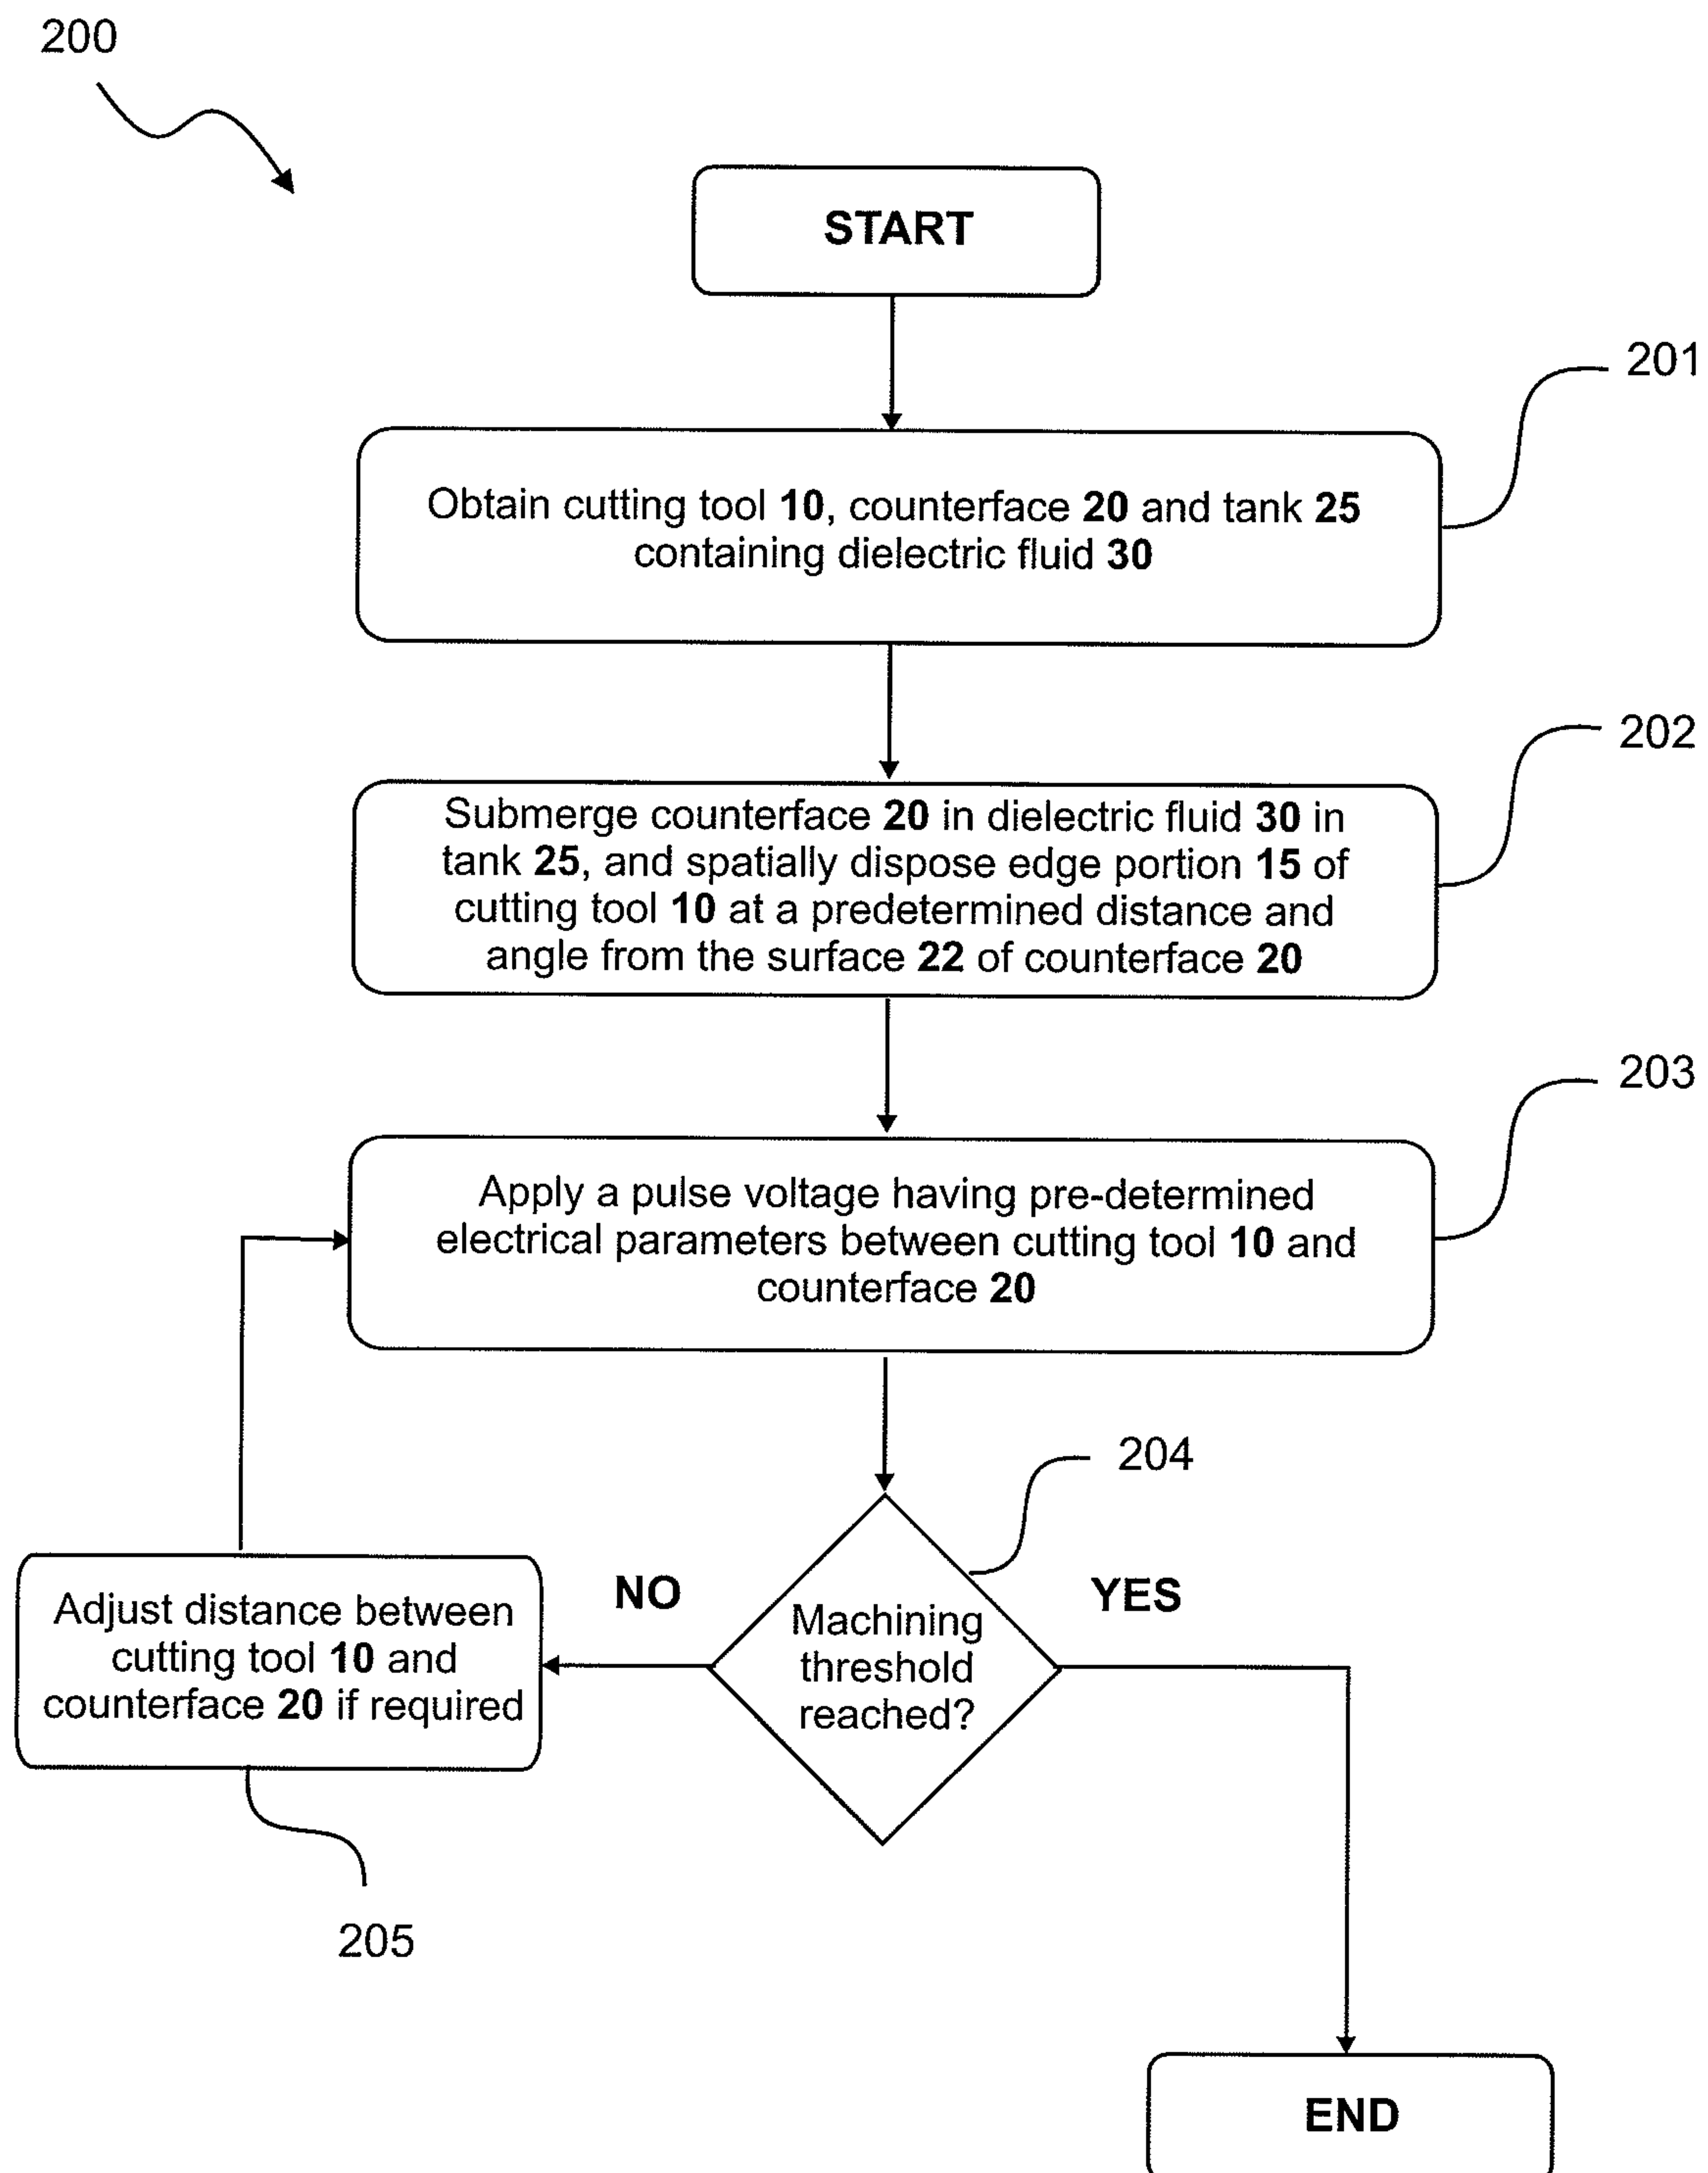 200
START
201
Obtain cutting tool 10, counterface 20 and tank 25
containing dielectric fluid 30
202
Submerge counterface 20 in dielectric fluid 30 in
tank 25, and spatially dispose edge portion 15 of
cutting tool 10 at a predetermined distance and
angle from the surface 22 of counterface 20
203
Apply a pulse voltage having pre-determined
electrical parameters between cutting tool 10 and
counterface 20
204
NO
YES
Machining
threshold
reached?
Adjust distance between
cutting tool 10 and
counterface 20 if required
205
END